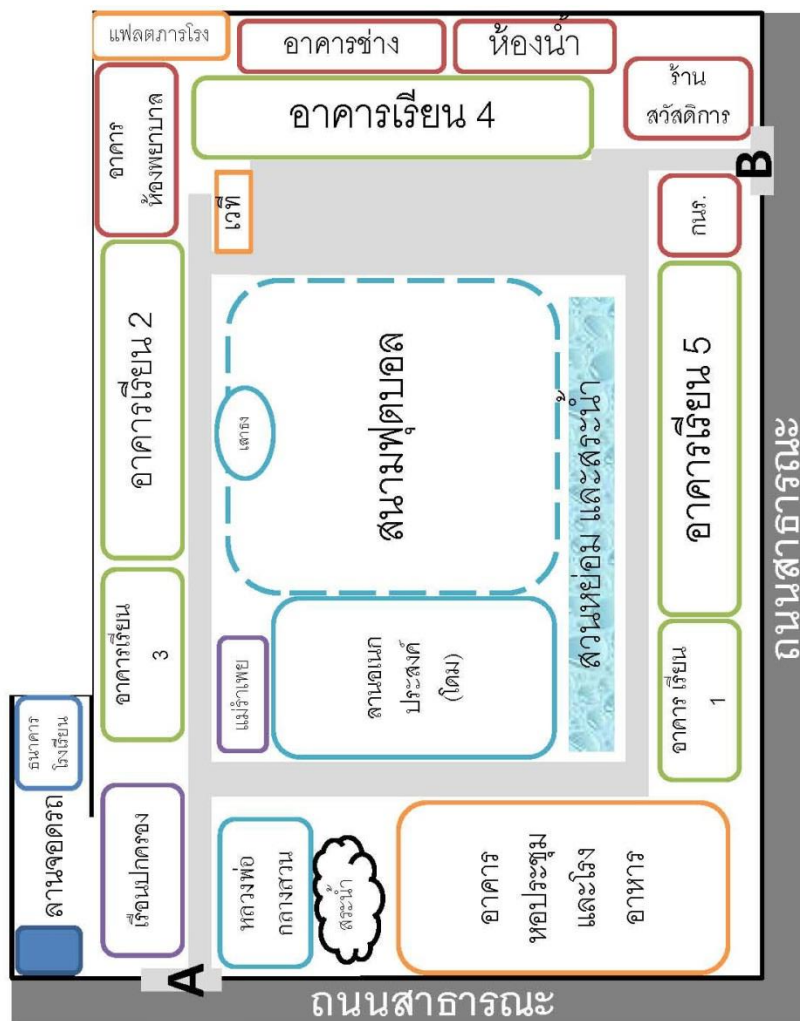 แฟลตภารโรง
อาคารช่าง
ห้องน้ำ
ร้าน
สวัสดิการ
อาคาร
ห้องพยาบาล
อาคารเรียน 4
B
เวที
กนร.
อาคารเรียน 2
เสาธง
สนามฟุตบอล
สวนหย่อม และสระน้ำ
อาคารเรียน 5
ถนนสาธารณะ
อาคารเรียน
3
แม่รำเพย
ลานอเนก
ประสงค์
(โดม)
อาคาร เรียน
1
ธนาคาร
โรงเรียน
ลานจอดรถ
เรือนปกครอง
หลวงพ่อ
กลางสวน
สระน้ำ
อาคาร
หอประชุม
และโรง
อาหาร
A
ถนนสาธารณะ